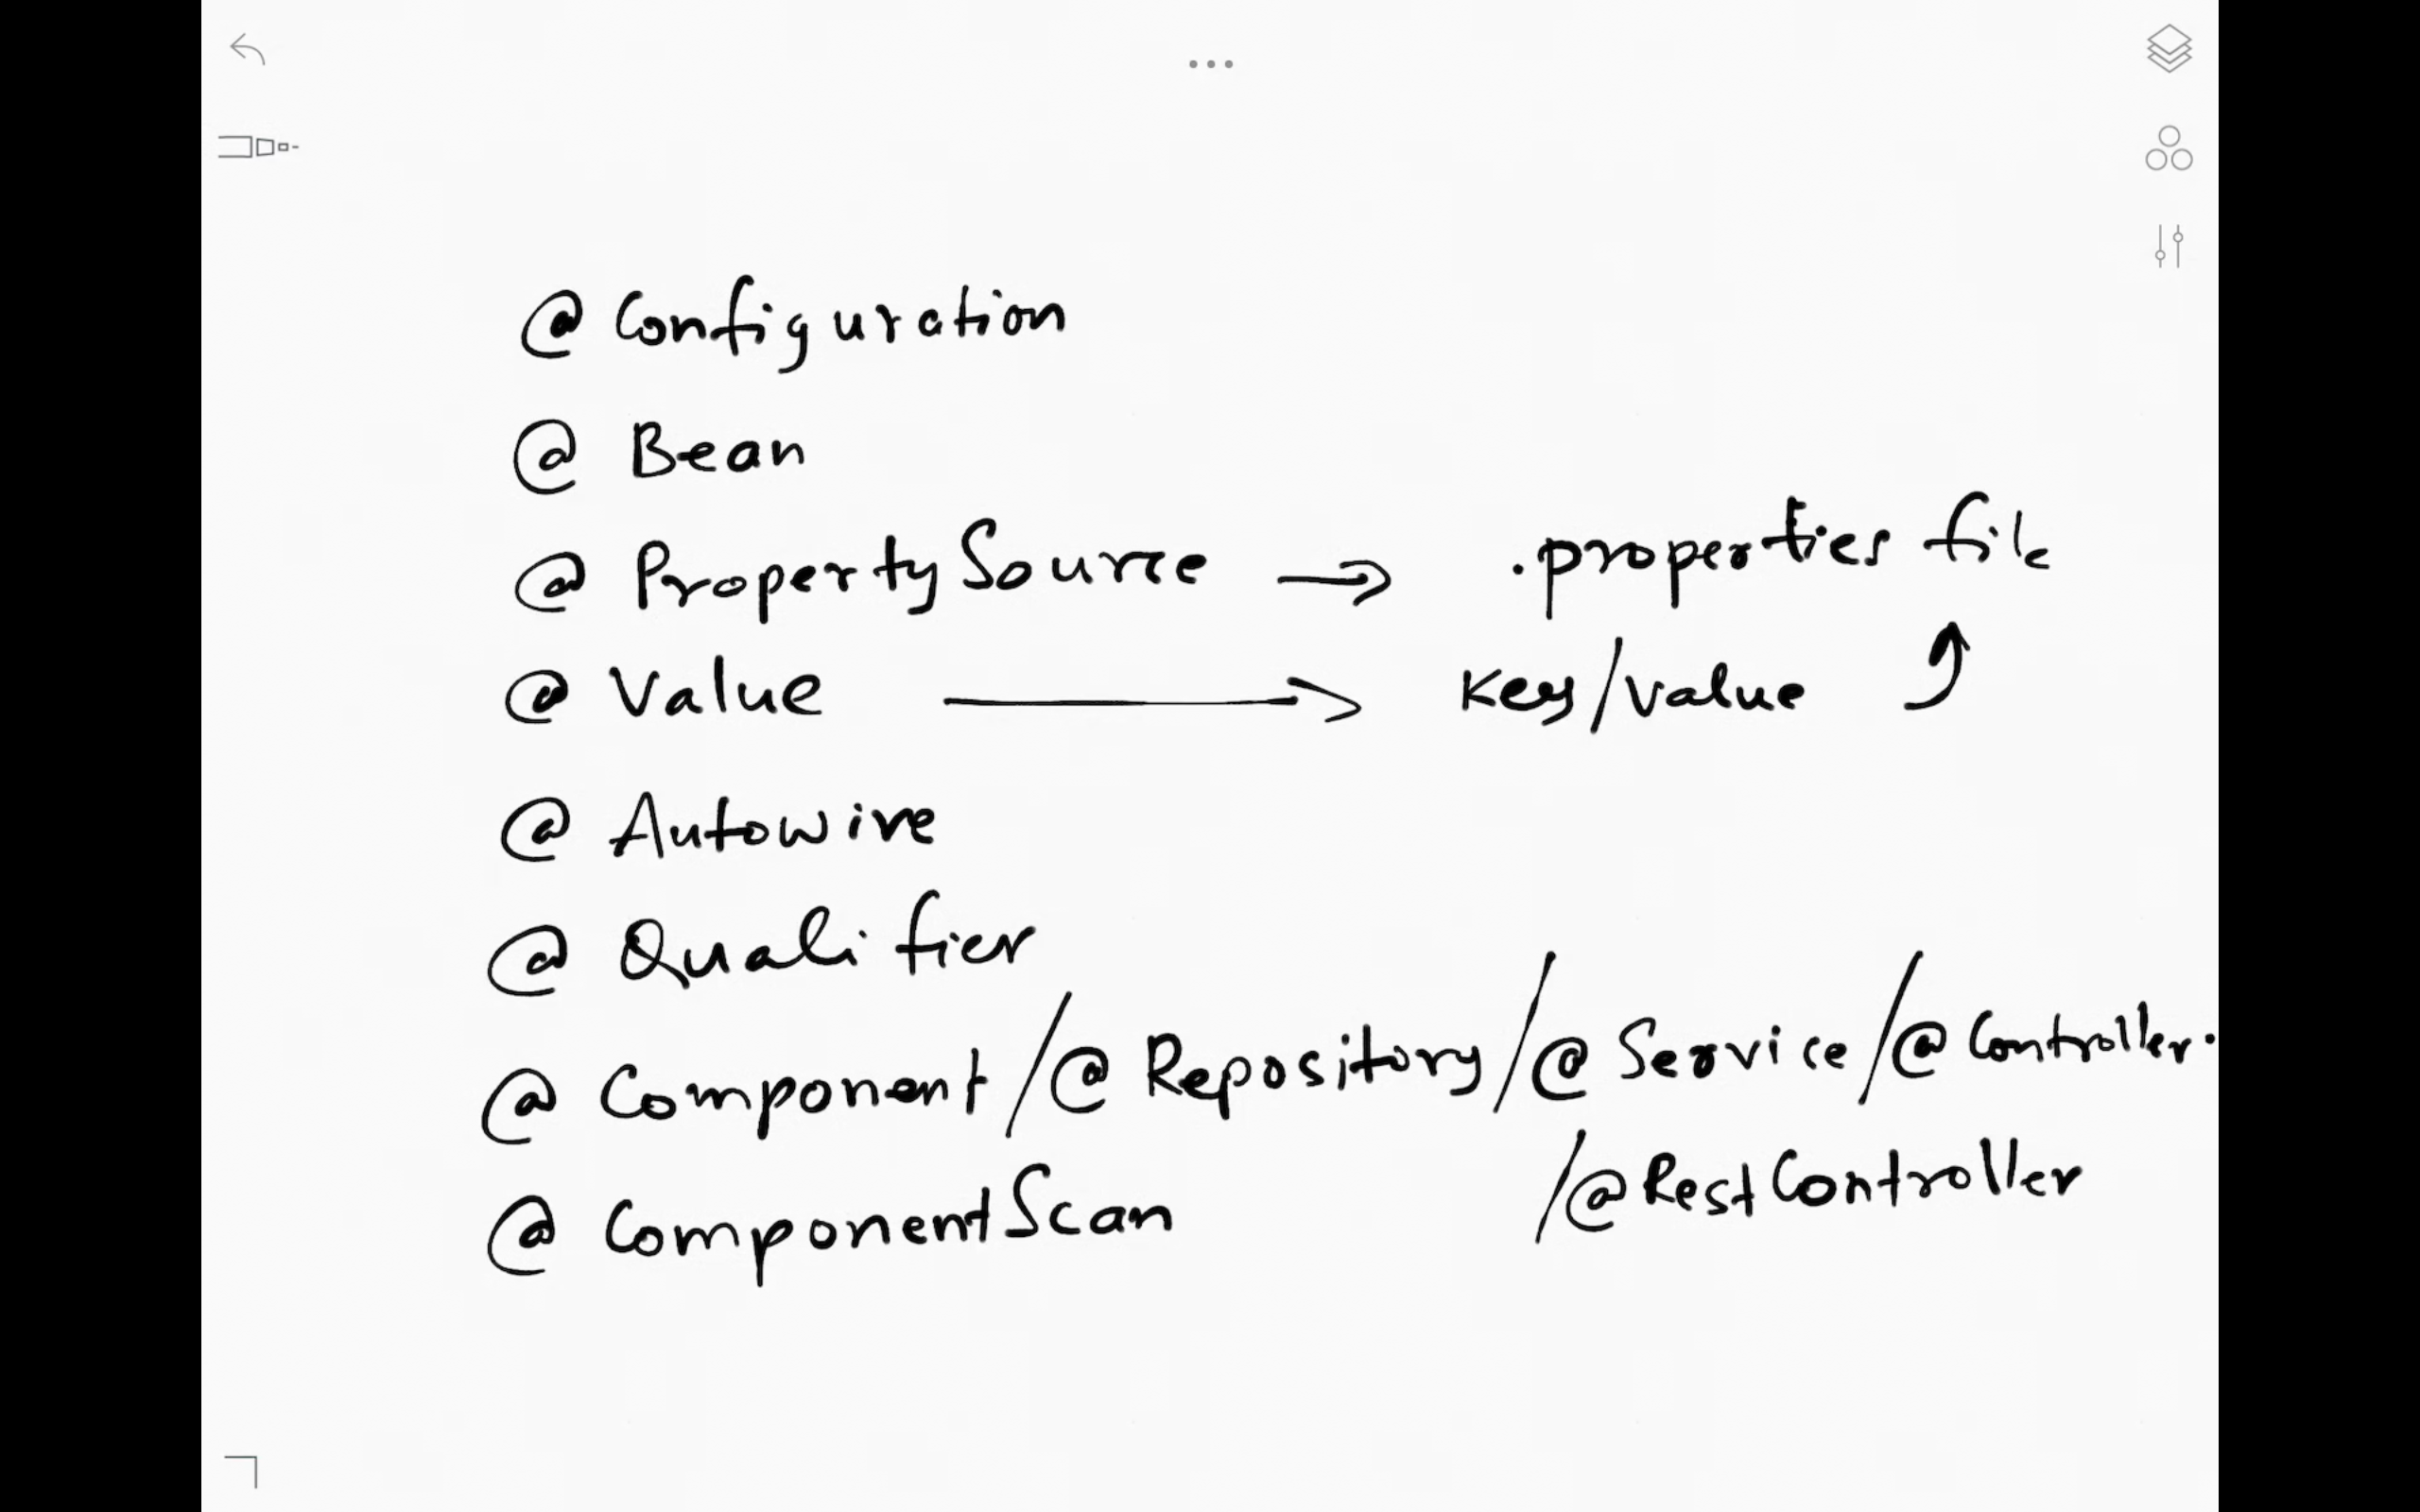 @ Configuration
@ Bean
@ PropertySource → .properties file
@ Value → Key/Value
@ Autowire
@ Qualifier
@ Component/@ Repository/@ Service/@ Controller.
/@ RestController
@ ComponentScan